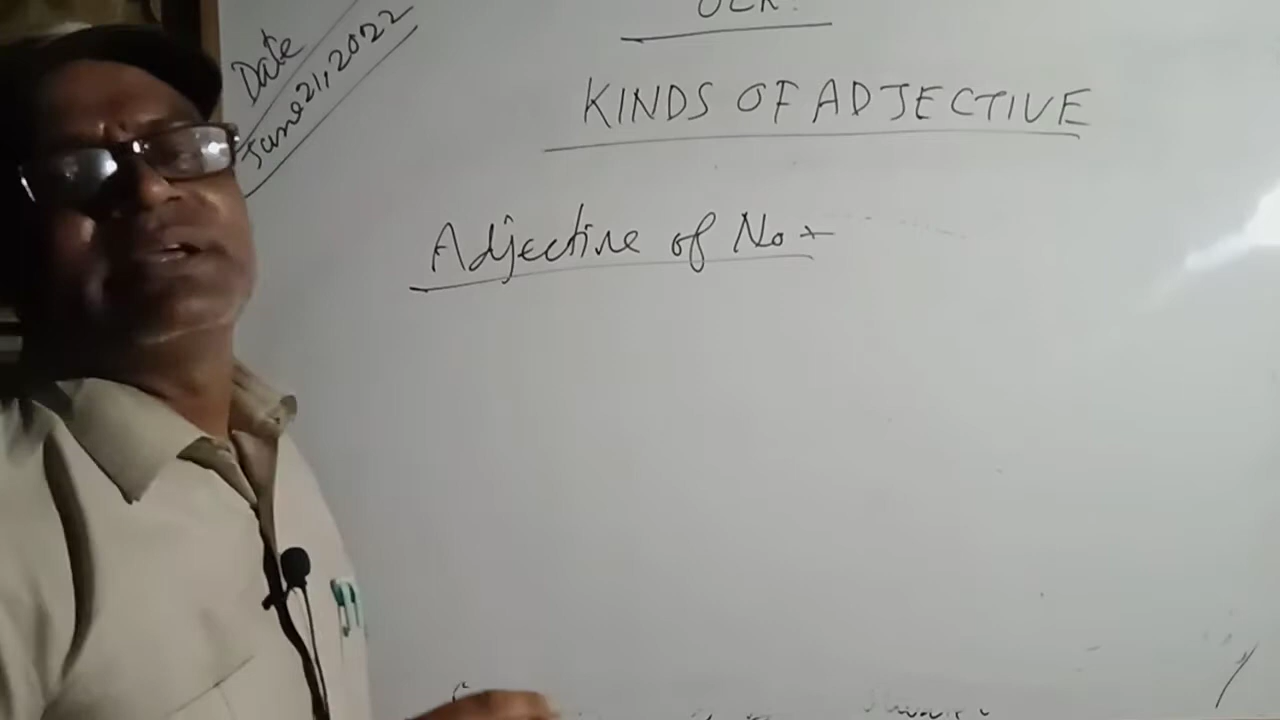 Date
June 21, 2022
KINDS OF ADJECTIVE
Adjective of No